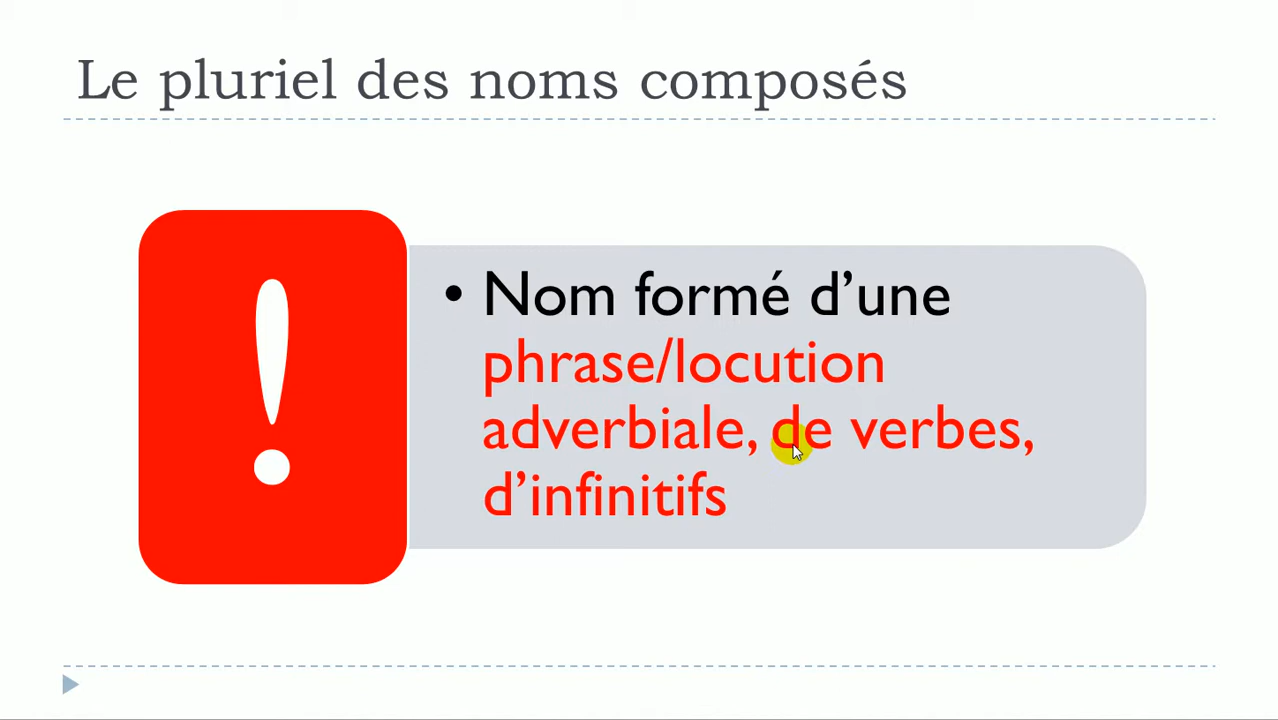 Le pluriel des noms composés
!
• Nom formé d’une
phrase/locution
adverbiale, de verbes,
d’infinitifs